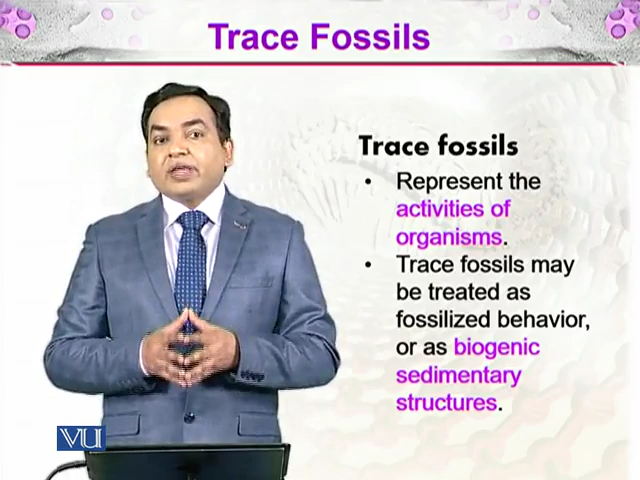 Trace Fossils
Trace fossils
• Represent the
activities of
organisms.
• Trace fossils may
be treated as
fossilized behavior,
or as biogenic
sedimentary
structures.
VU